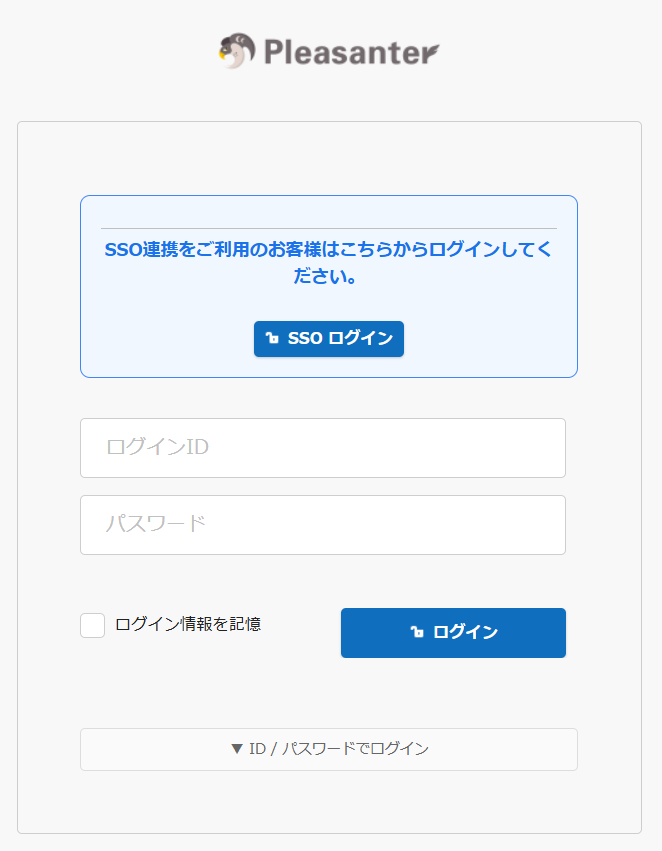 Pleasanter
SSO連携をご利用のお客様はこちらからログインしてく
ださい。
SSO ログイン
ログインID
パスワード
ログイン情報を記憶
ログイン
▼ ID / パスワードでログイン